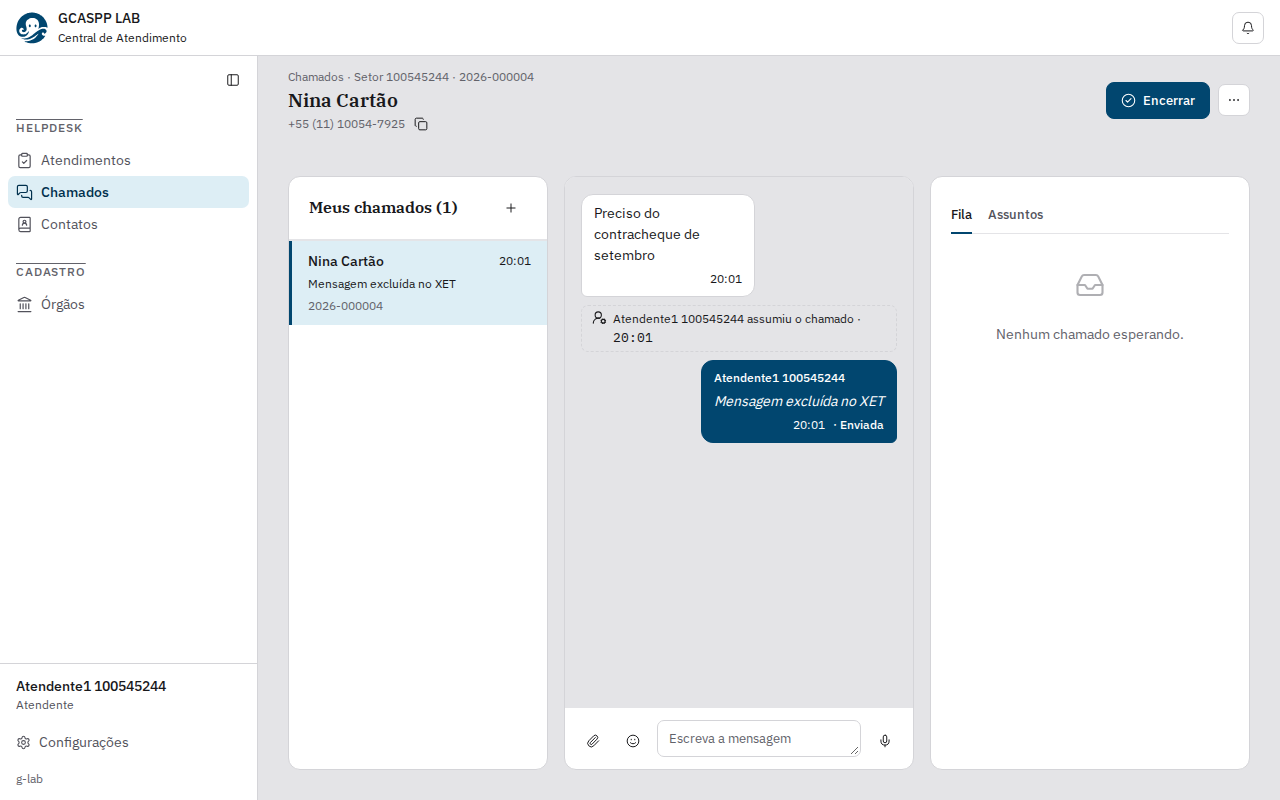 GCASPP LAB
Central de Atendimento
HELPDESK
Atendimentos
Chamados
Contatos
CADASTRO
Órgãos
Atendente1 100545244
Atendente
Configurações
g-lab
Chamados · Setor 100545244 · 2026-000004
Nina Cartão
+55 (11) 10054-7925
Encerrar
Meus chamados (1)
Nina Cartão 20:01
Mensagem excluída no XET
2026-000004
Preciso do
contracheque de
setembro
20:01
Atendente1 100545244 assumiu o chamado ·
20:01
Atendente1 100545244
Mensagem excluída no XET
20:01 · Enviada
Escreva a mensagem
Fila Assuntos
Nenhum chamado esperando.